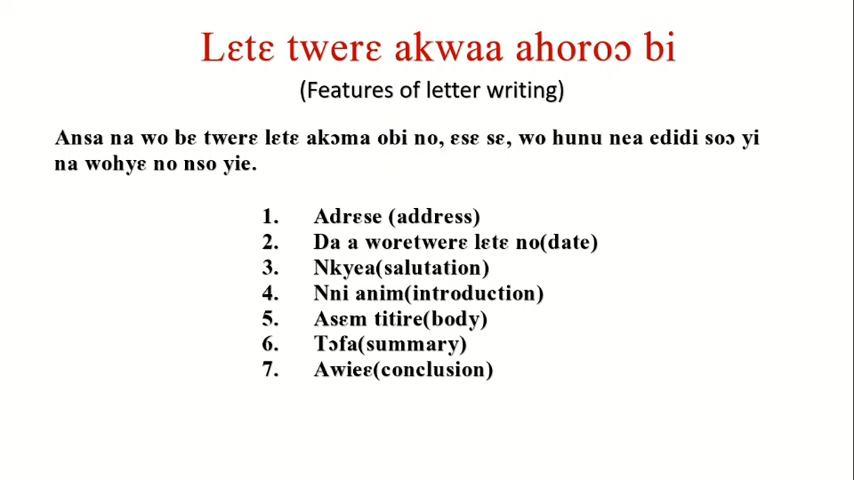 Lɛtɛ twerɛ akwaa ahoroɔ bi
(Features of letter writing)
Ansa na wo bɛ twerɛ lɛtɛ akɔma obi no, ɛsɛ sɛ, wo hunu nea edidi soɔ yi
na wohyɛ no nso yie.
1. Adrɛse (address)
2. Da a woretwerɛ lɛtɛ no(date)
3. Nkyea(salutation)
4. Nni anim(introduction)
5. Asɛm titire(body)
6. Tɔfa(summary)
7. Awieɛ(conclusion)